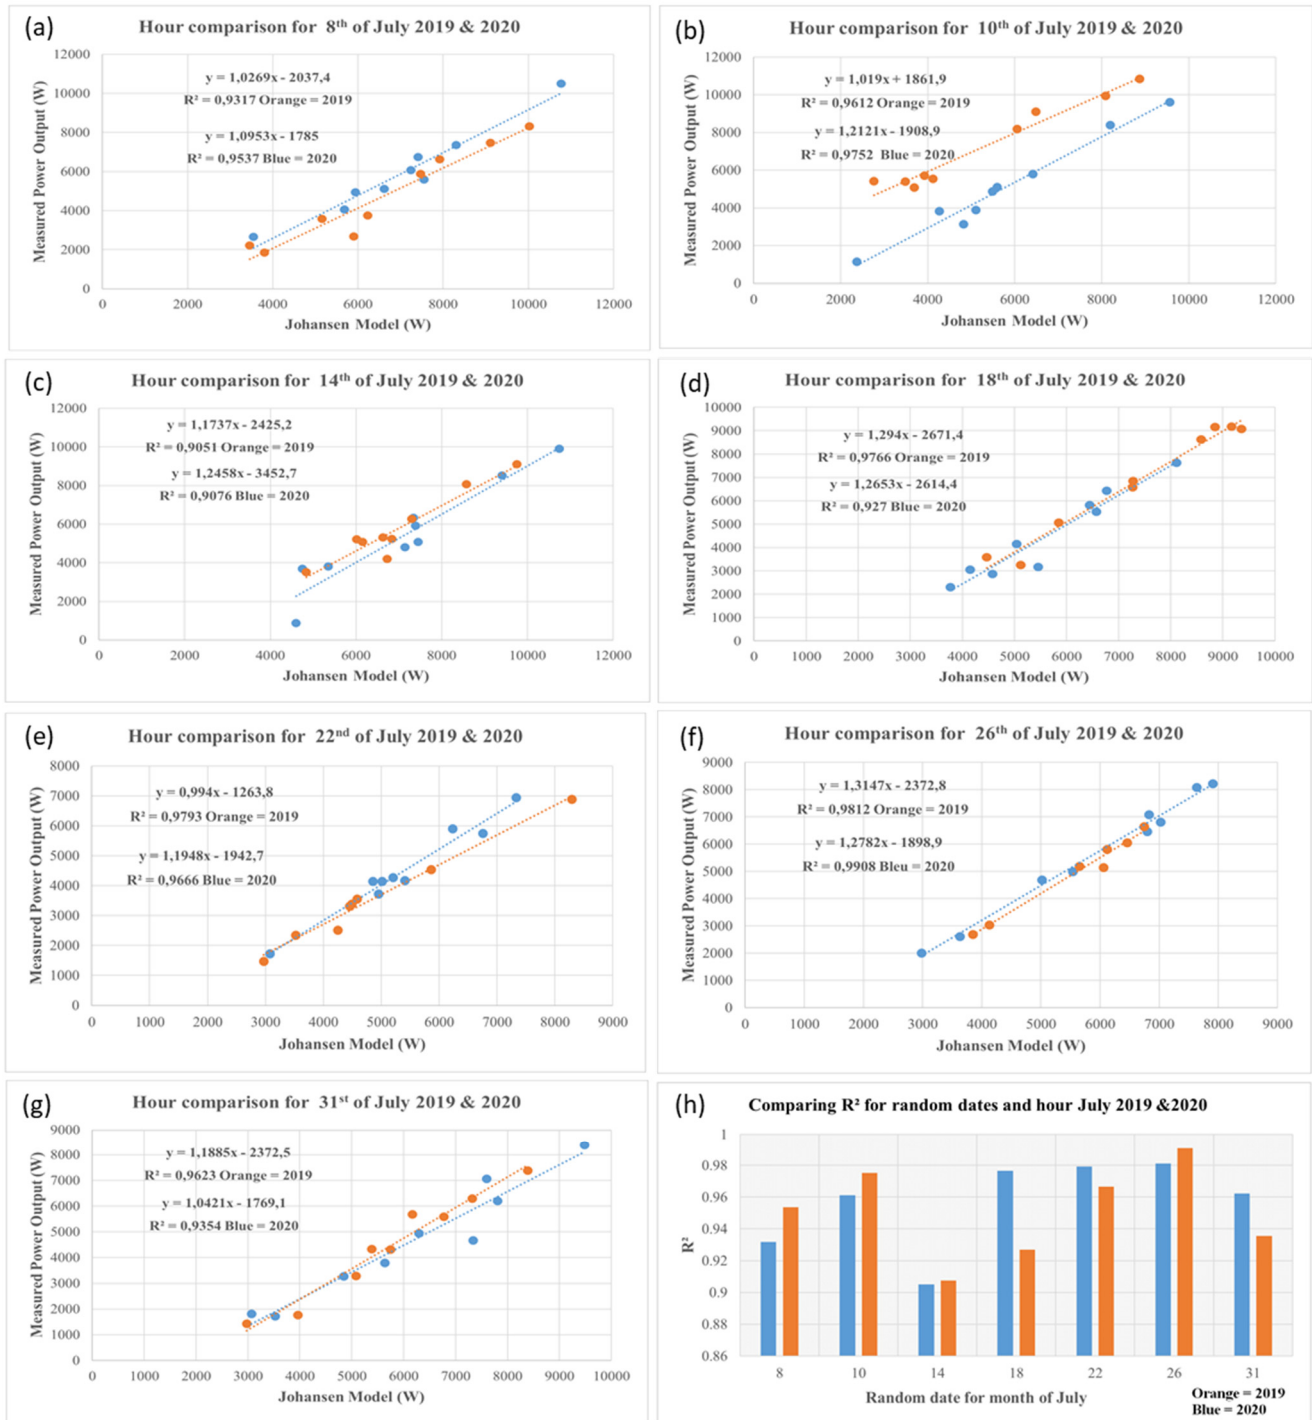 (a)
Hour comparison for 8th of July 2019 & 2020
y = 1,0269x - 2037,4
R² = 0,9317 Orange = 2019
y = 1,0953x - 1785
R² = 0,9537 Blue = 2020
Measured Power Output (W)
12000
10000
8000
6000
4000
2000
0
0 2000 4000 6000 8000 10000 12000
Johansen Model (W)
(b)
Hour comparison for 10th of July 2019 & 2020
y = 1,019x + 1861,9
R² = 0,9612 Orange = 2019
y = 1,2121x - 1908,9
R² = 0,9752 Blue = 2020
Measured Power Output (W)
12000
10000
8000
6000
4000
2000
0
0 2000 4000 6000 8000 10000 12000
Johansen Model (W)
(c)
Hour comparison for 14th of July 2019 & 2020
y = 1,1737x - 2425,2
R² = 0,9051 Orange = 2019
y = 1,2458x - 3452,7
R² = 0,9076 Blue = 2020
Measured Power Output (W)
12000
10000
8000
6000
4000
2000
0
0 2000 4000 6000 8000 10000 12000
Johansen Model (W)
(d)
Hour comparison for 18th of July 2019 & 2020
y = 1,294x - 2671,4
R² = 0,9766 Orange = 2019
y = 1,2653x - 2614,4
R² = 0,927 Blue = 2020
Measured Power Output (W)
10000
9000
8000
7000
6000
5000
4000
3000
2000
1000
0
0 1000 2000 3000 4000 5000 6000 7000 8000 9000 10000
Johansen Model (W)
(e)
Hour comparison for 22nd of July 2019 & 2020
y = 0,994x - 1263,8
R² = 0,9793 Orange = 2019
y = 1,1948x - 1942,7
R² = 0,9666 Blue = 2020
Measured Power Output (W)
8000
7000
6000
5000
4000
3000
2000
1000
0
0 1000 2000 3000 4000 5000 6000 7000 8000 9000
Johansen Model (W)
(f)
Hour comparison for 26th of July 2019 & 2020
y = 1,3147x - 2372,8
R² = 0,9812 Orange = 2019
y = 1,2782x - 1898,9
R² = 0,9908 Bleu = 2020
Measured Power Output (W)
9000
8000
7000
6000
5000
4000
3000
2000
1000
0
0 1000 2000 3000 4000 5000 6000 7000 8000 9000
Johansen Model (W)
(g)
Hour comparison for 31st of July 2019 & 2020
y = 1,1885x - 2372,5
R² = 0,9623 Orange = 2019
y = 1,0421x - 1769,1
R² = 0,9354 Blue = 2020
Measured Power Output (W)
9000
8000
7000
6000
5000
4000
3000
2000
1000
0
0 1000 2000 3000 4000 5000 6000 7000 8000 9000 10000
Johansen Model (W)
(h)
Comparing R² for random dates and hour July 2019 &2020
R²
1
0.98
0.96
0.94
0.92
0.9
0.88
0.86
8 10 14 18 22 26 31
Random date for month of July
Orange = 2019
Blue = 2020